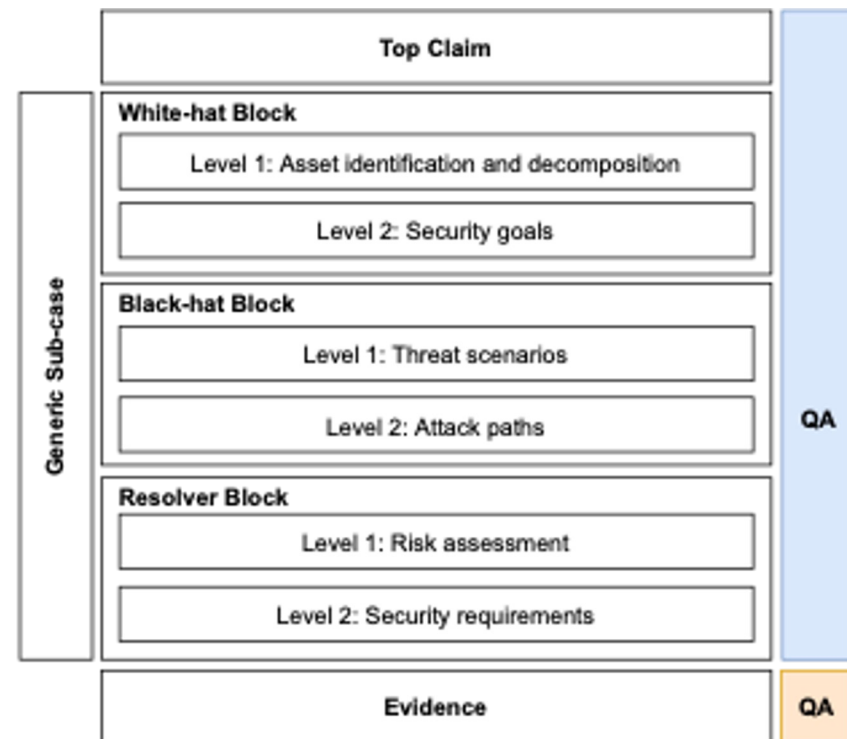 Top Claim
White-hat Block
Level 1: Asset identification and decomposition
Level 2: Security goals
Black-hat Block
Level 1: Threat scenarios
Level 2: Attack paths
Resolver Block
Level 1: Risk assessment
Level 2: Security requirements
Generic Sub-case
QA
Evidence
QA